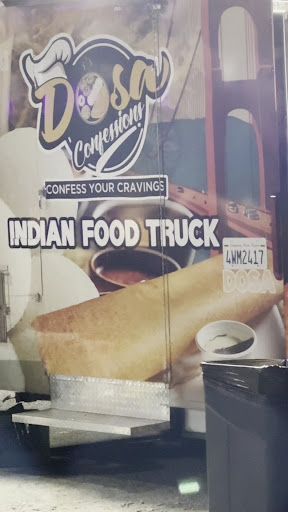 Dosa
Confessions
CONFESS YOUR CRAVINGS
INDIAN FOOD TRUCK
4WM2417
DOSA